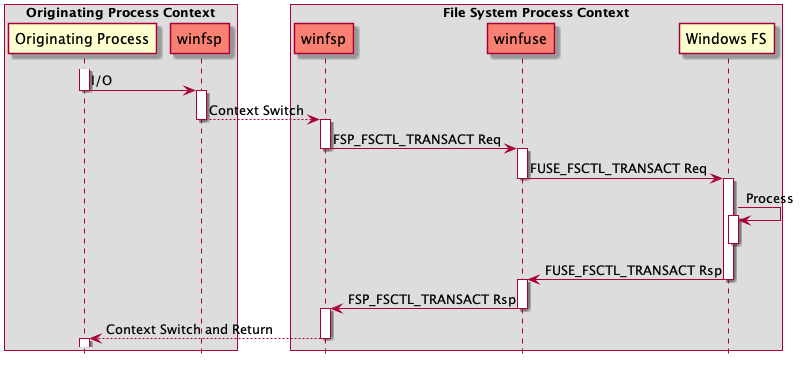 Originating Process Context
File System Process Context
Originating Process
winfsp
winfsp
winfuse
Windows FS
I/O
Context Switch
FSP_FSCTL_TRANSACT Req
FUSE_FSCTL_TRANSACT Req
Process
FUSE_FSCTL_TRANSACT Rsp
FSP_FSCTL_TRANSACT Rsp
Context Switch and Return